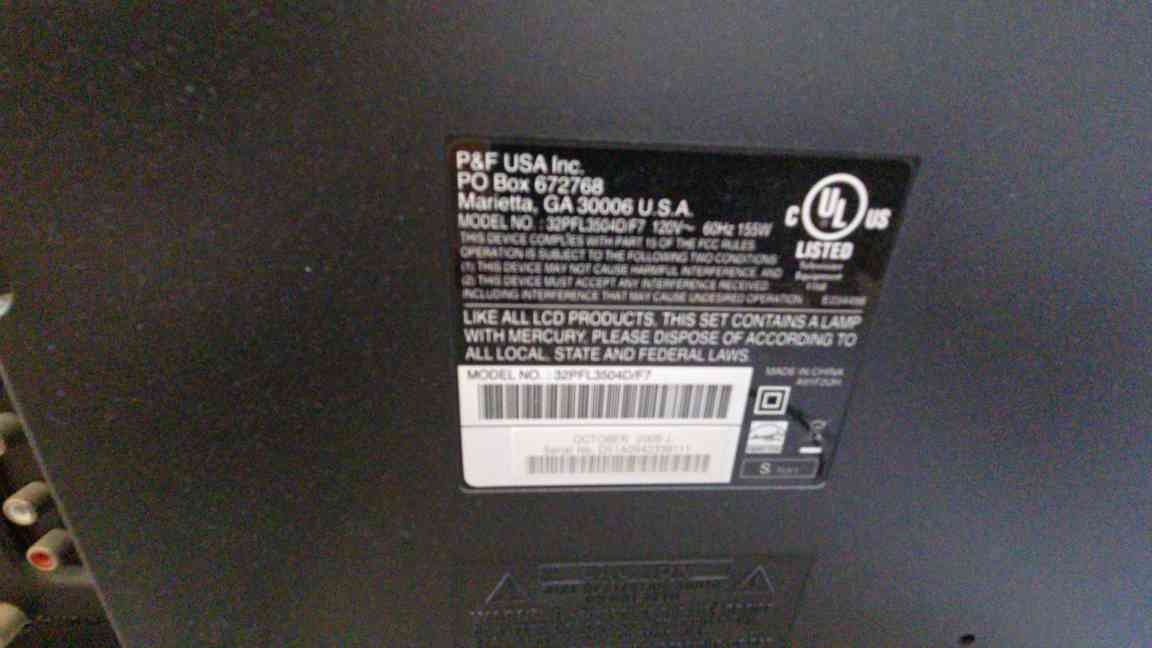 P&F USA Inc.
PO Box 672768
Marietta, GA 30006 U.S.A.
MODEL NO. : 32PFL3504D/F7 120V~ 60Hz 155W
THIS DEVICE COMPLIES WITH PART 15 OF THE FCC RULES
OPERATION IS SUBJECT TO THE FOLLOWING TWO CONDITIONS
(1) THIS DEVICE MAY NOT CAUSE HARMFUL INTERFERENCE, AND
(2) THIS DEVICE MUST ACCEPT ANY INTERFERENCE RECEIVED
INCLUDING INTERFERENCE THAT MAY CAUSE UNDESIRED OPERATION
C UL US
LISTED
LIKE ALL LCD PRODUCTS, THIS SET CONTAINS A LAMP
WITH MERCURY. PLEASE DISPOSE OF ACCORDING TO
ALL LOCAL, STATE AND FEDERAL LAWS.
MODEL NO. : 32PFL3504D/F7
MADE IN CHINA
OCTOBER
Serial No.
S